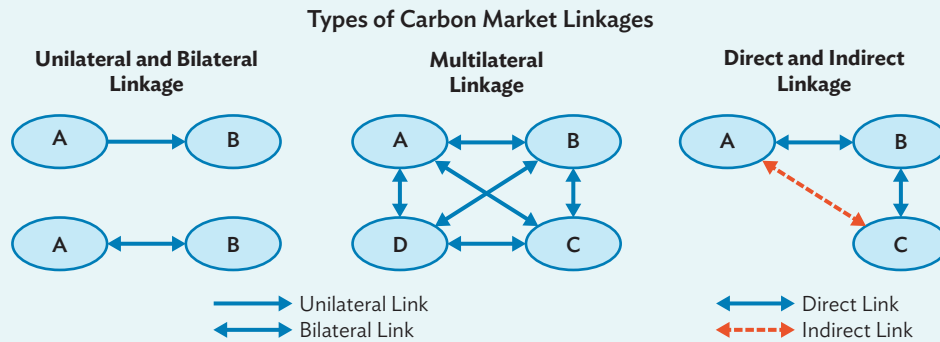 Types of Carbon Market Linkages
Unilateral and Bilateral
Linkage
A
B
A
B
Multilateral
Linkage
A
B
D
C
Direct and Indirect
Linkage
A
B
C
Unilateral Link
Bilateral Link
Direct Link
Indirect Link